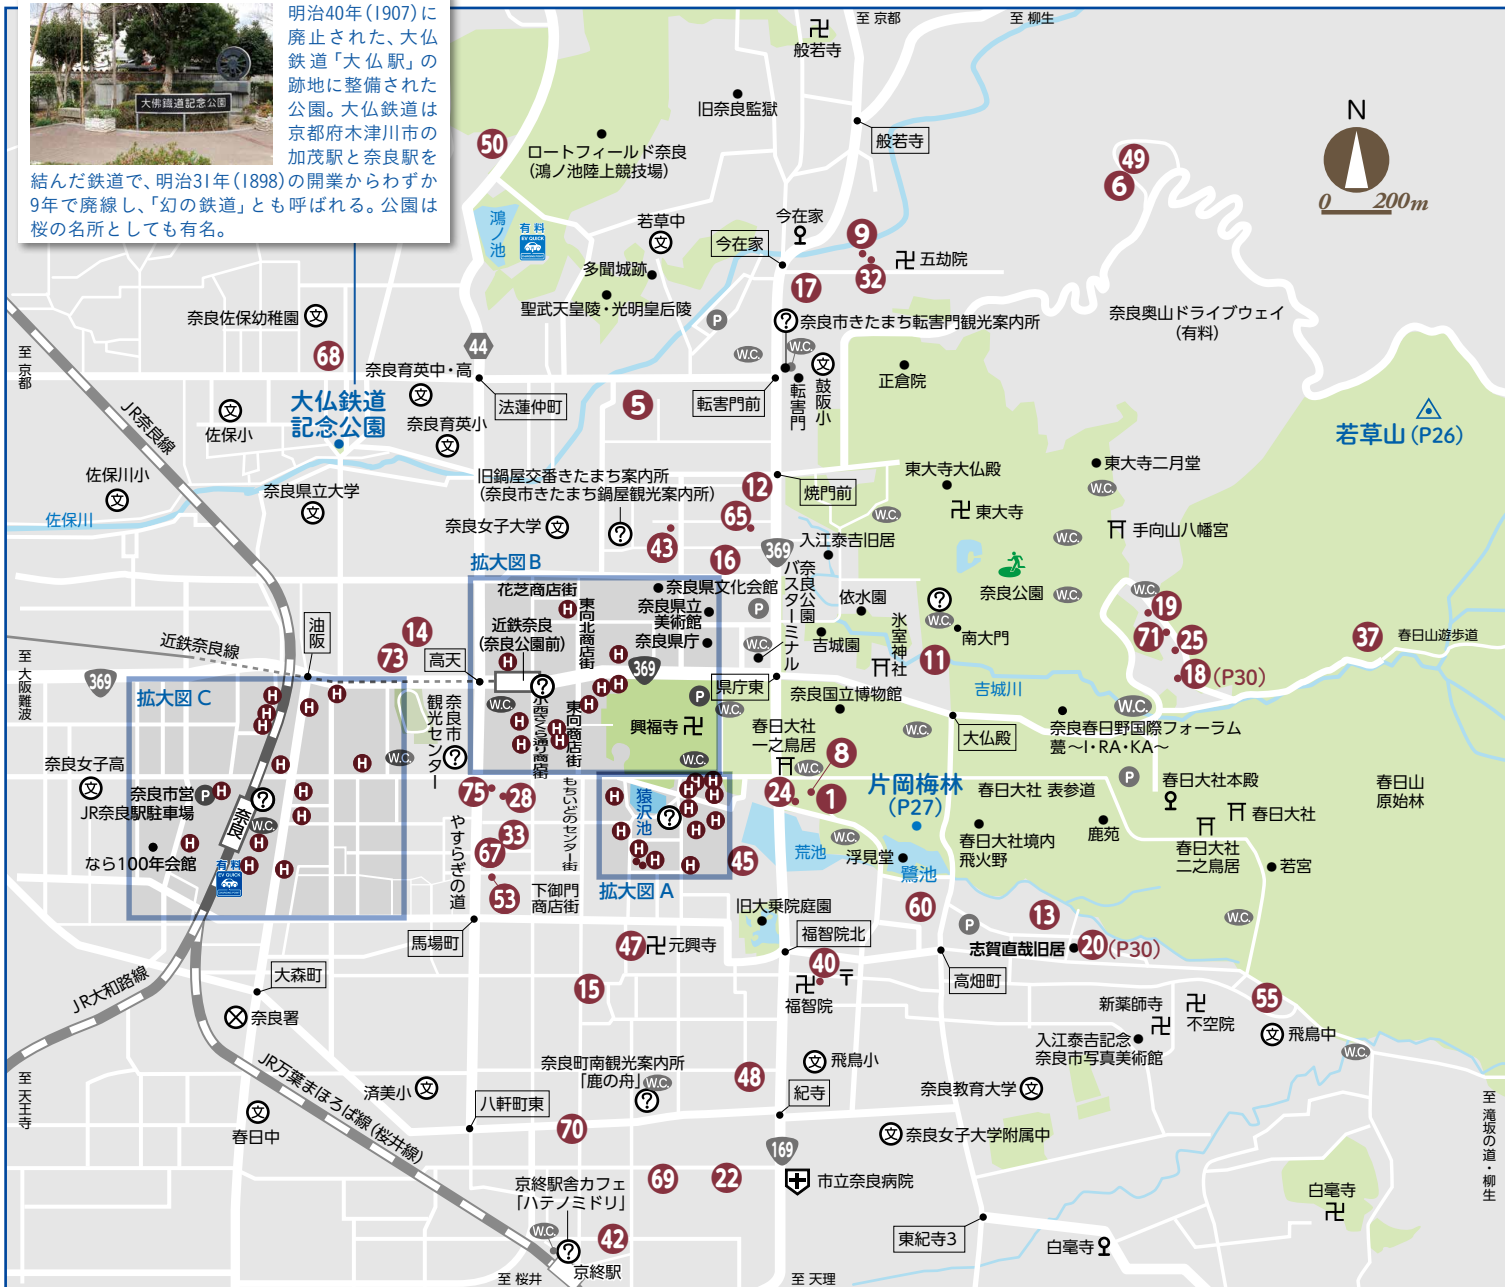 明治40年(1907)に
廃止された、大仏
鉄道「大仏駅」の
跡地に整備された
公園。大仏鉄道は
京都府木津川市の
加茂駅と奈良駅を
結んだ鉄道で、明治31年(1898)の開業からわずか
9年で廃線し、「幻の鉄道」とも呼ばれる。公園は
桜の名所としても有名。
大佛鐵道記念公園
至 京都
至 柳生
般若寺
旧奈良監獄
般若寺
N
0 200m
50
ロートフィールド奈良
(鴻ノ池陸上競技場)
49
6
鴻ノ池
有料
EV QUICK
若草中
文
今在家
今在家
9
32
五劫院
多聞城跡
聖武天皇陵・光明皇后陵
17
奈良佐保幼稚園
文
P
?
奈良市きたまち転害門観光案内所
奈良奥山ドライブウェイ
(有料)
至 京都
68
44
W.C.
W.C.
奈良育英中・高
文
法蓮仲町
5
転害門前
転害門
文
鼓阪小
正倉院
JR奈良線
文
佐保小
大仏鉄道
記念公園
奈良育英小
文
若草山(P26)
佐保川小
文
奈良県立大学
文
佐保川
旧鍋屋交番きたまち案内所
(奈良市きたまち鍋屋観光案内所)
?
12
焼門前
東大寺大仏殿
東大寺二月堂
W.C.
奈良女子大学
文
43
65
W.C.
東大寺
W.C.
手向山八幡宮
16
369
入江泰吉旧居
拡大図B
花芝商店街
H
奈良県文化会館
奈良県立
美術館
奈良県庁
東向北商店街
近鉄奈良
(奈良公園前)
奈良公園
バスターミナル
P
W.C.
依水園
吉城園
氷室神社
?
W.C.
南大門
奈良公園
W.C.
W.C.
19
71
25
18(P30)
37
春日山遊歩道
11
油阪
近鉄奈良線
14
73
高天
H
H
369
県庁東
奈良国立博物館
吉城川
W.C.
至 大阪難波
369
拡大図C
H
H
H
H
H
奈良市
観光センター
?
W.C.
?
W.C.
H
H
H
H
H
H
H
東向商店街
興福寺
P
W.C.
W.C.
春日大社
一之鳥居
W.C.
W.C.
大仏殿
奈良春日野国際フォーラム
甍~I・RA・KA~
奈良女子高
文
奈良市営
JR奈良駅駐車場
P
H
H
H
H
奈良
?
W.C.
H
H
H
H
H
なら100年会館
有料
EV QUICK
75
28
もちいどのセンター街
猿沢池
?
H
H
H
H
H
H
H
H
H
H
H
H
拡大図A
24
8
1
片岡梅林
(P27)
春日大社 表参道
P
春日大社本殿
春日大社
春日山
原始林
33
67
やすらぎの道
53
下御門
商店街
45
荒池
W.C.
浮見堂
鷺池
春日大社境内
飛火野
鹿苑
春日大社
二之鳥居
若宮
W.C.
馬場町
旧大乗院庭園
60
P
13
47
元興寺
福智院北
志賀直哉旧居
20(P30)
JR大和路線
大森町
15
40
福智院
高畑町
55
奈良署
新薬師寺
不空院
入江泰吉記念
奈良市写真美術館
文
飛鳥中
W.C.
至 天王寺
JR万葉まほろば線(桜井線)
済美小
文
文
春日中
八軒町東
奈良町南観光案内所
「鹿の舟」
W.C.
?
48
文
飛鳥小
紀寺
奈良教育大学
文
至 滝坂の道・柳生
70
文
奈良女子大学附属中
169
69
22
市立奈良病院
京終駅舎カフェ
「ハテノミドリ」
W.C.
?
42
京終駅
東紀寺3
白毫寺
白毫寺
至 桜井
至 天理